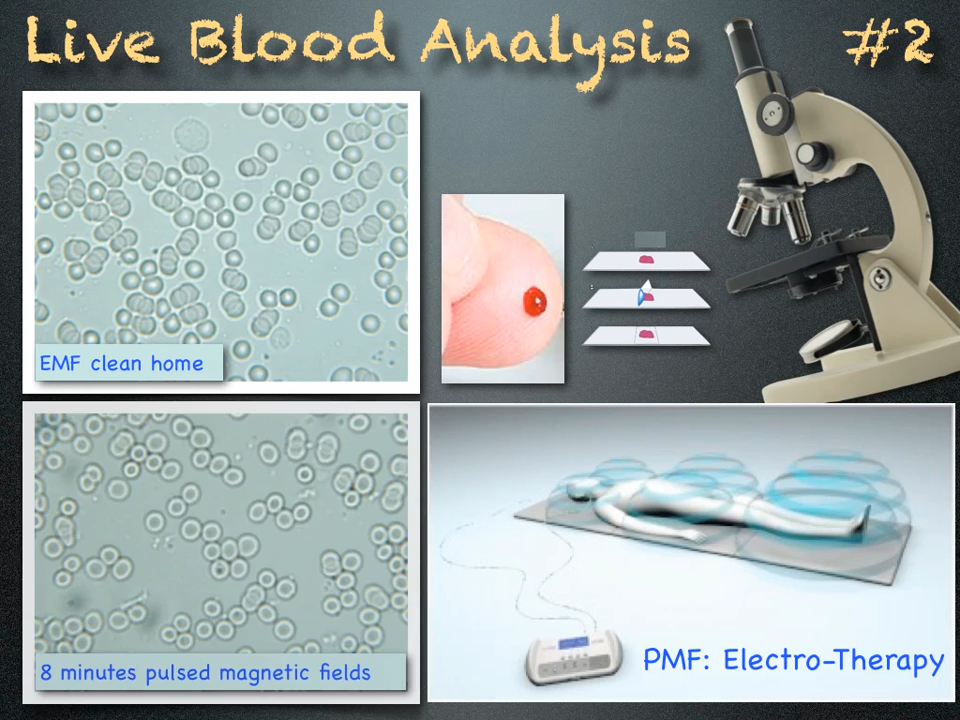 Live Blood Analysis #2
EMF clean home
8 minutes pulsed magnetic fields
PMF: Electro-Therapy